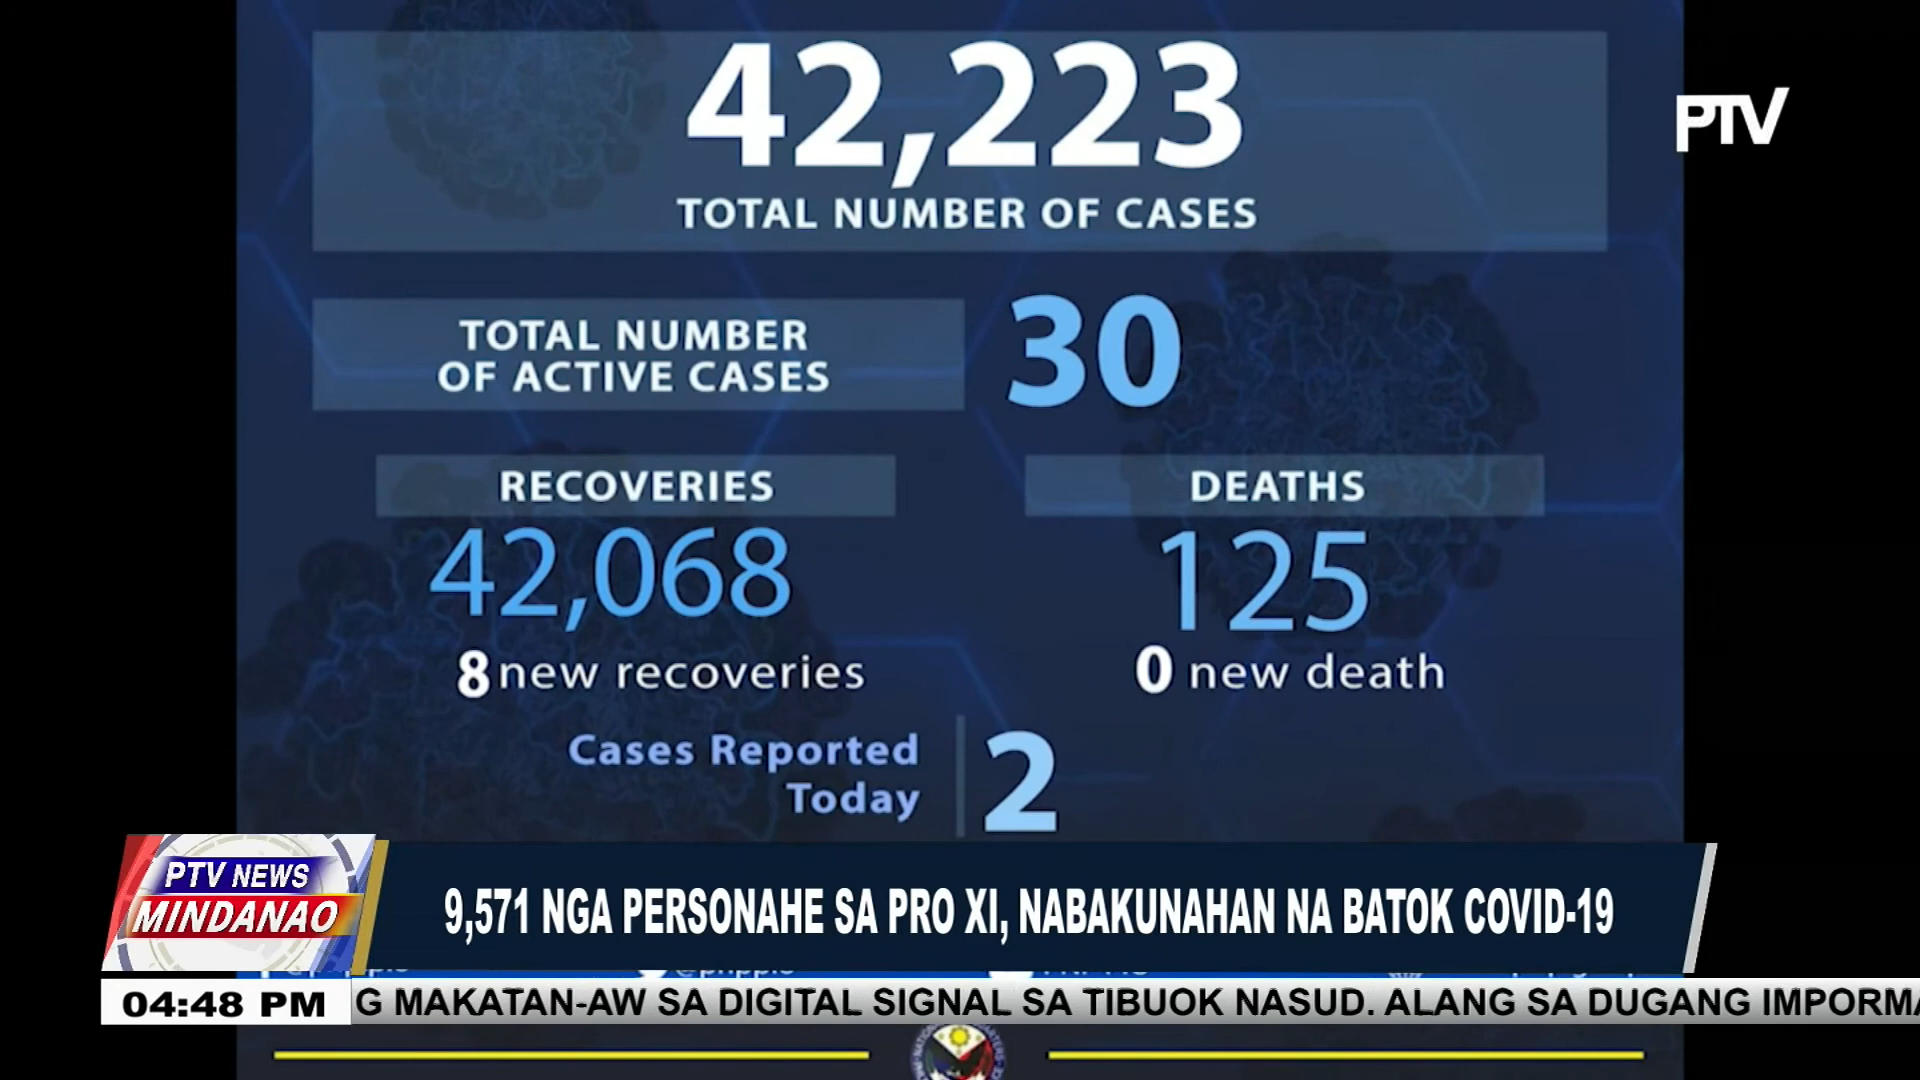 42,223
PTV
TOTAL NUMBER OF CASES
TOTAL NUMBER
OF ACTIVE CASES
30
RECOVERIES
DEATHS
42,068
125
8 new recoveries
0 new death
Cases Reported
Today
2
PTV NEWS
MINDANAO
9,571 NGA PERSONAHE SA PRO XI, NABAKUNAHAN NA BATOK COVID-19
04:48 PM
G MAKATAN-AW SA DIGITAL SIGNAL SA TIBUOK NASUD. ALANG SA DUGANG IMPORMA